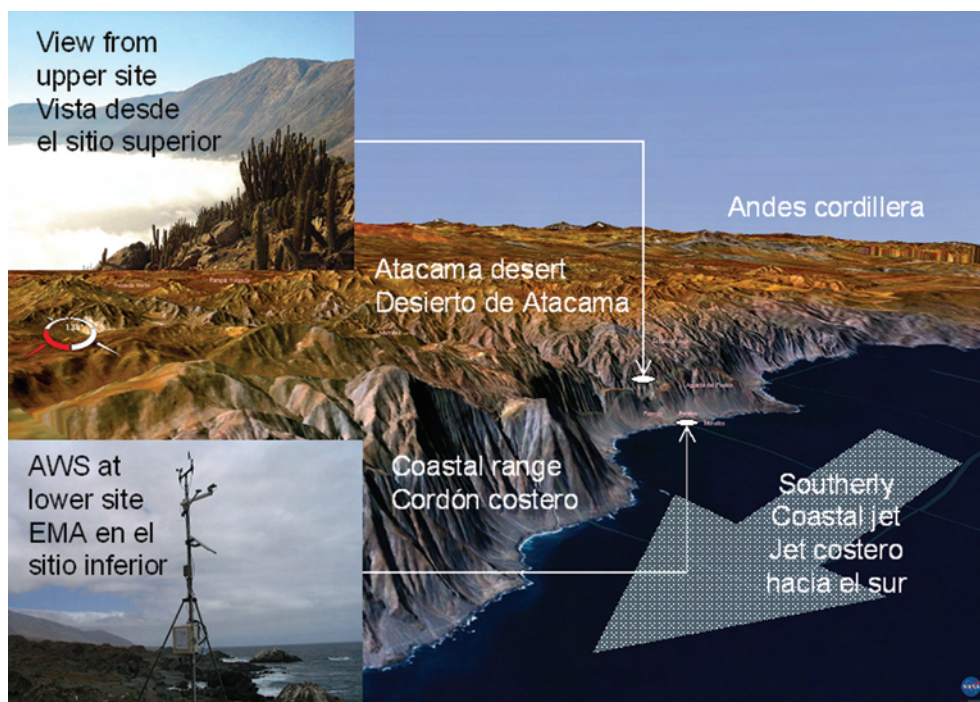 View from
upper site
Vista desde
el sitio superior
Andes cordillera
Atacama desert
Desierto de Atacama
Coastal range
Cordón costero
AWS at
lower site
EMA en el
sitio inferior
Southerly
Coastal jet
Jet costero
hacia el sur
NASA